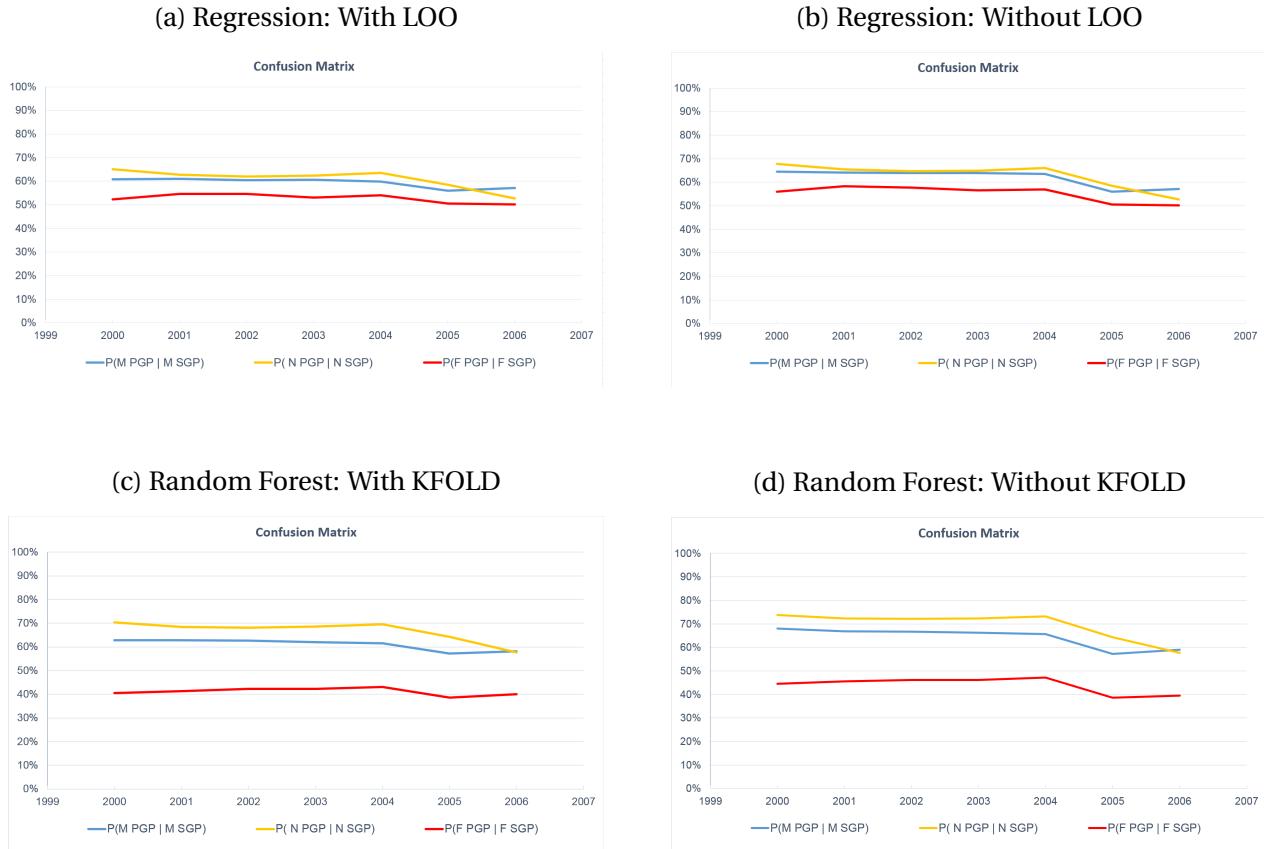 (a) Regression: With LOO
Confusion Matrix
100%
90%
80%
70%
60%
50%
40%
30%
20%
10%
0%
1999 2000 2001 2002 2003 2004 2005 2006 2007
P(M PGP | M SGP) P( N PGP | N SGP) P(F PGP | F SGP)
(b) Regression: Without LOO
Confusion Matrix
100%
90%
80%
70%
60%
50%
40%
30%
20%
10%
0%
1999 2000 2001 2002 2003 2004 2005 2006 2007
P(M PGP | M SGP) P( N PGP | N SGP) P(F PGP | F SGP)
(c) Random Forest: With KFOLD
Confusion Matrix
100%
90%
80%
70%
60%
50%
40%
30%
20%
10%
0%
1999 2000 2001 2002 2003 2004 2005 2006 2007
P(M PGP | M SGP) P( N PGP | N SGP) P(F PGP | F SGP)
(d) Random Forest: Without KFOLD
Confusion Matrix
100%
90%
80%
70%
60%
50%
40%
30%
20%
10%
0%
1999 2000 2001 2002 2003 2004 2005 2006 2007
P(M PGP | M SGP) P( N PGP | N SGP) P(F PGP | F SGP)